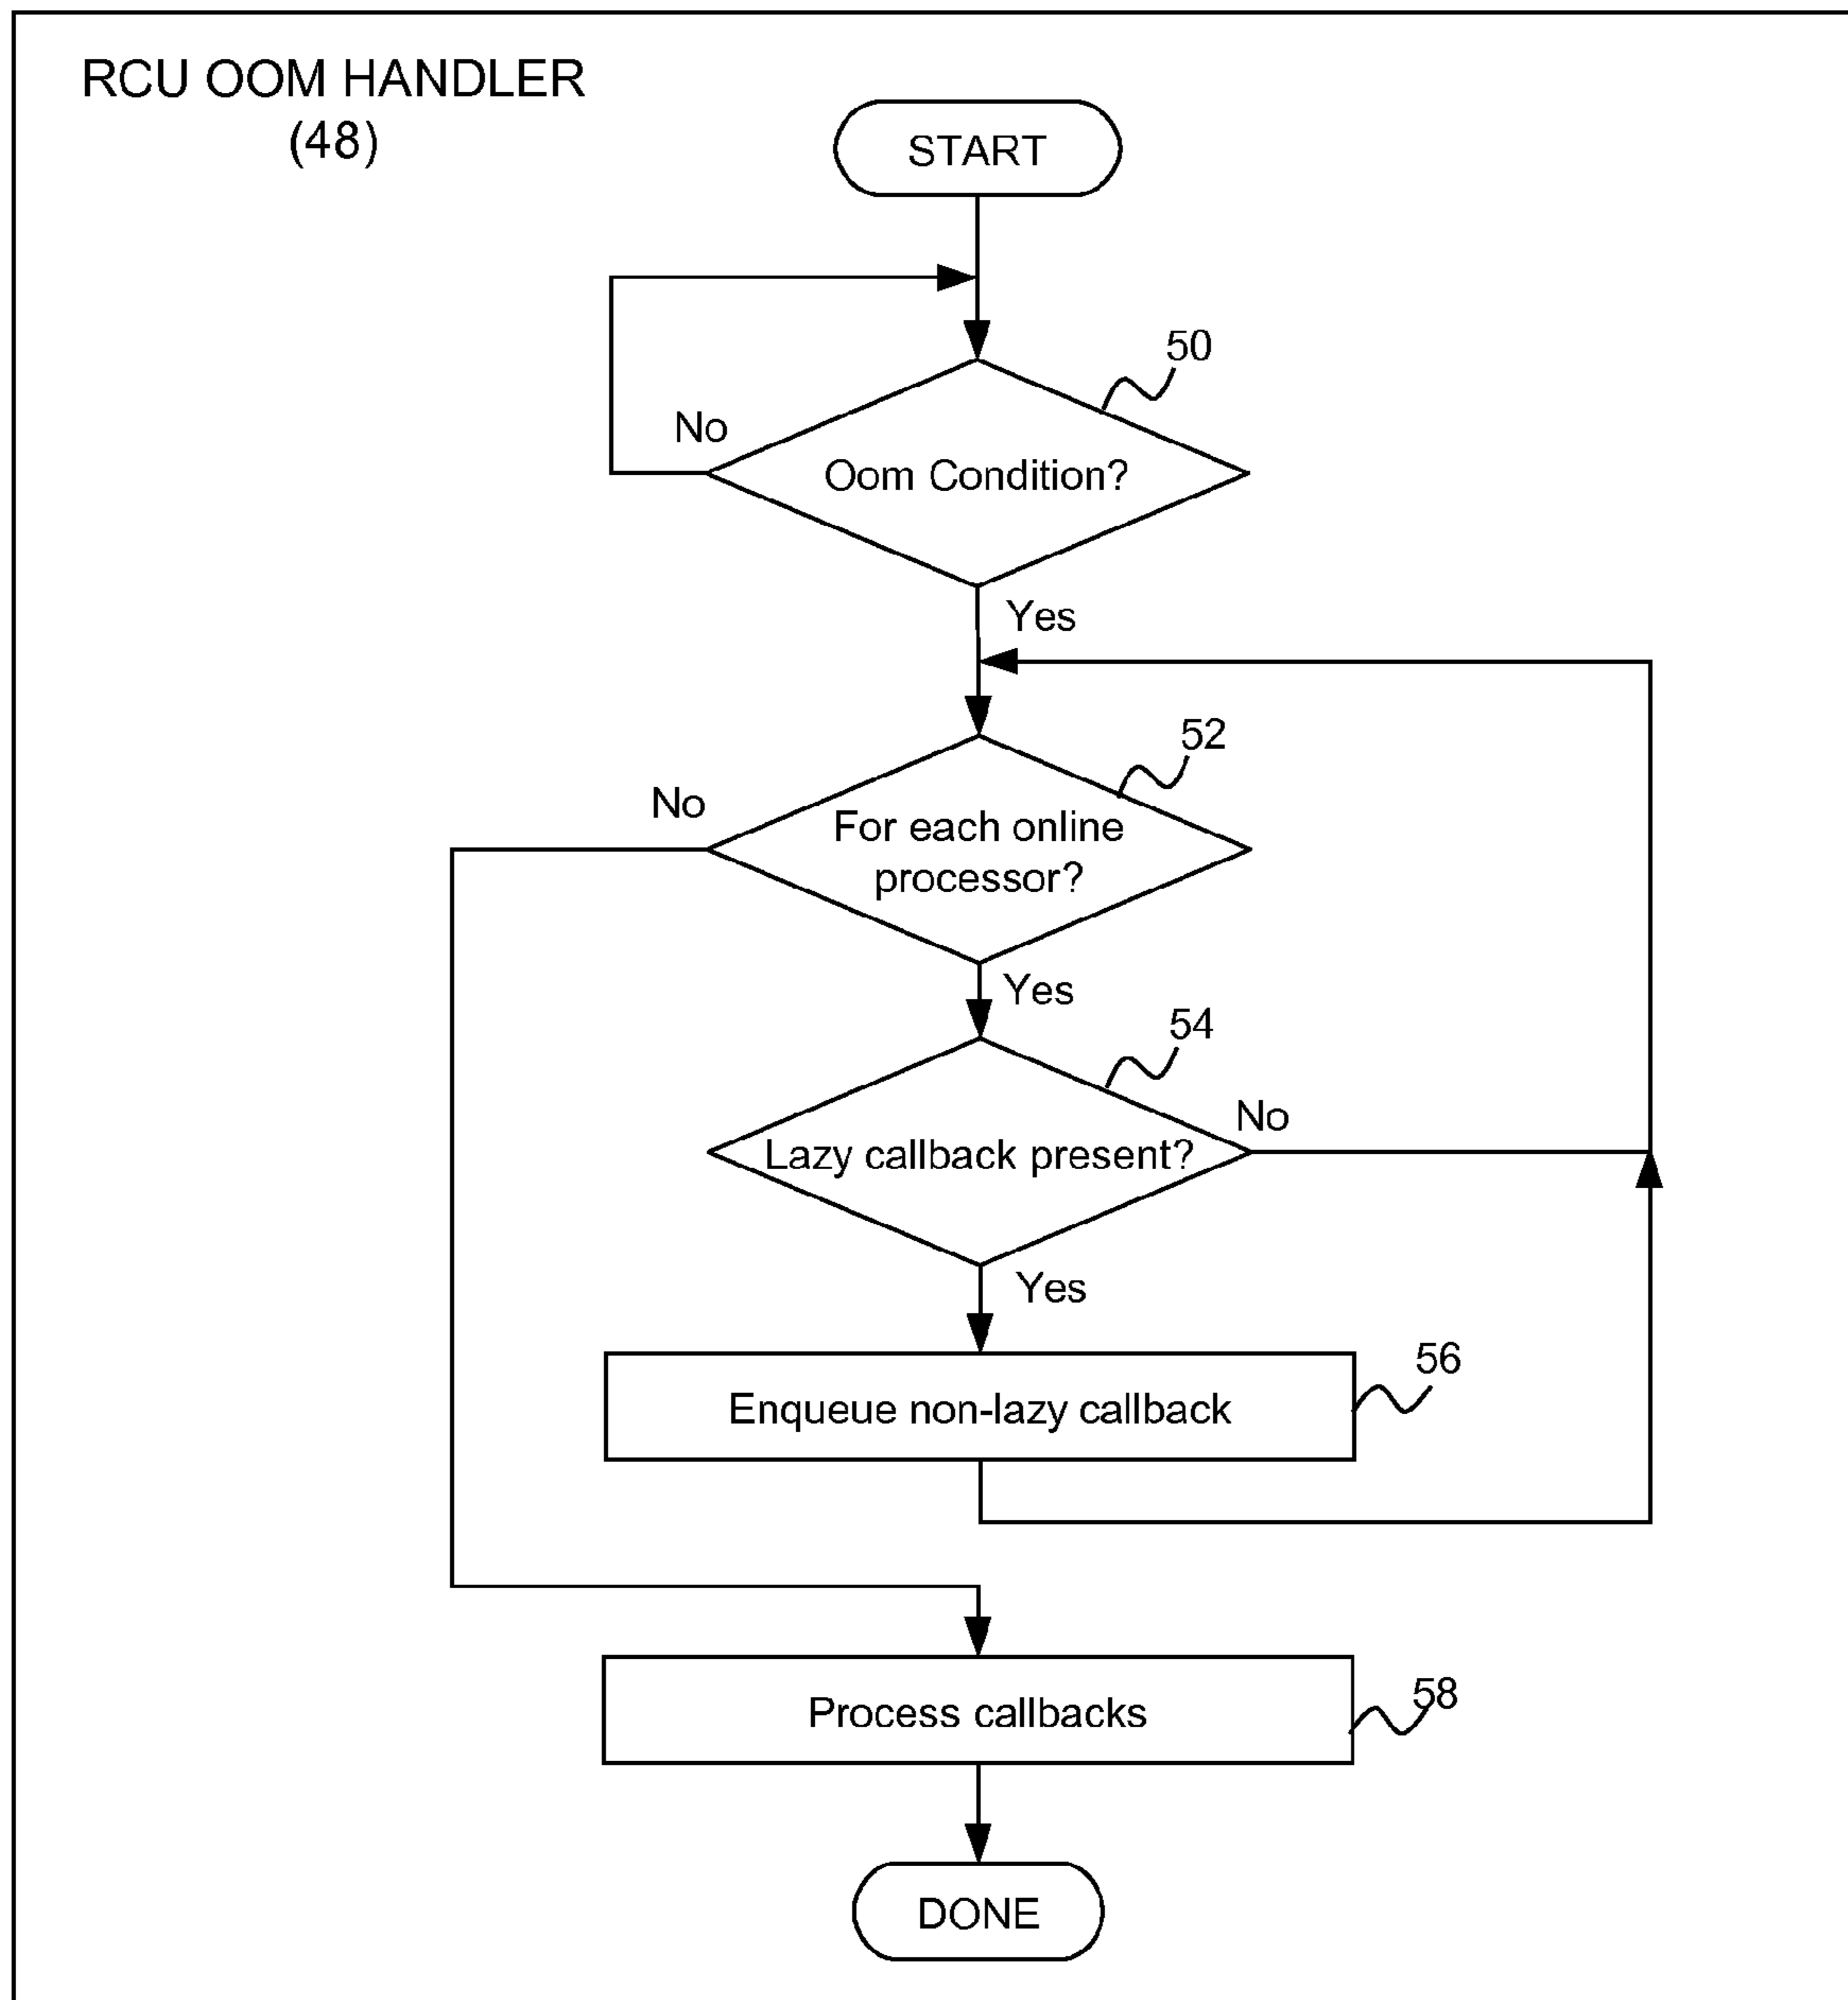 RCU OOM HANDLER
(48)
START
50
No
Oom Condition?
Yes
52
No
For each online
processor?
Yes
54
No
Lazy callback present?
Yes
56
Enqueue non-lazy callback
58
Process callbacks
DONE